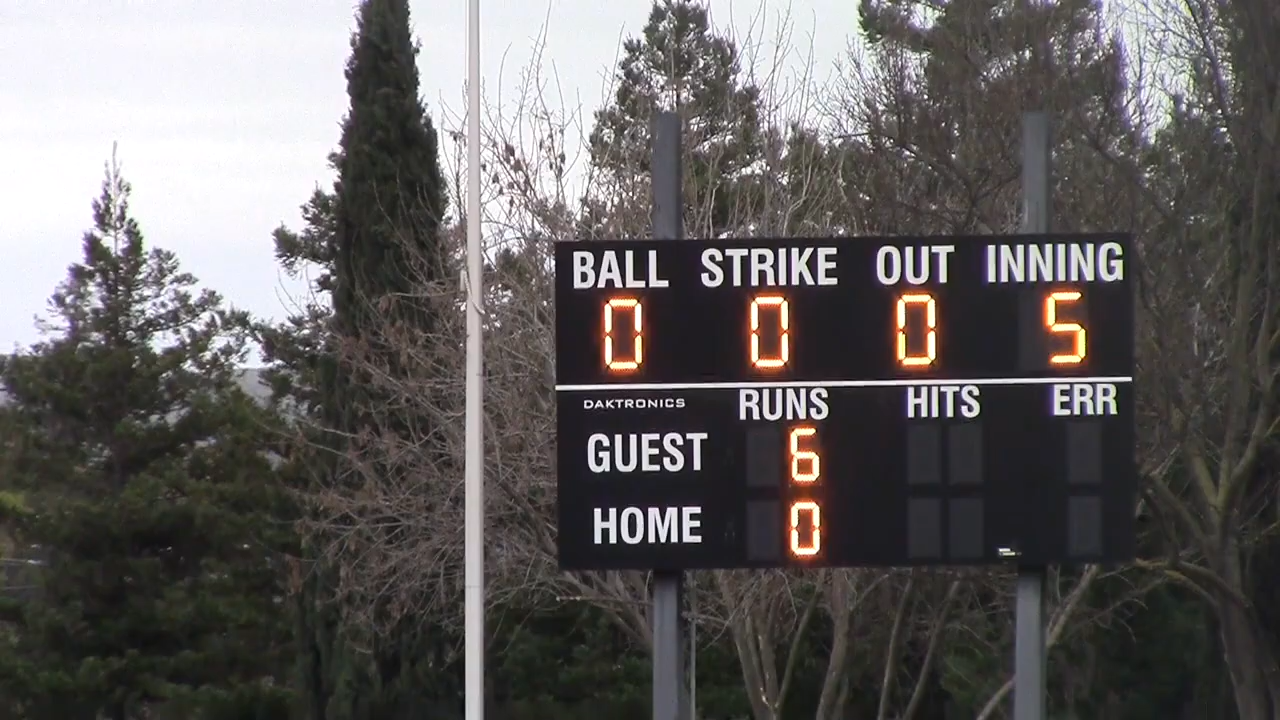 BALL STRIKE OUT INNING
0 0 0 5
DAKTRONICS RUNS HITS ERR
GUEST 6
HOME 0